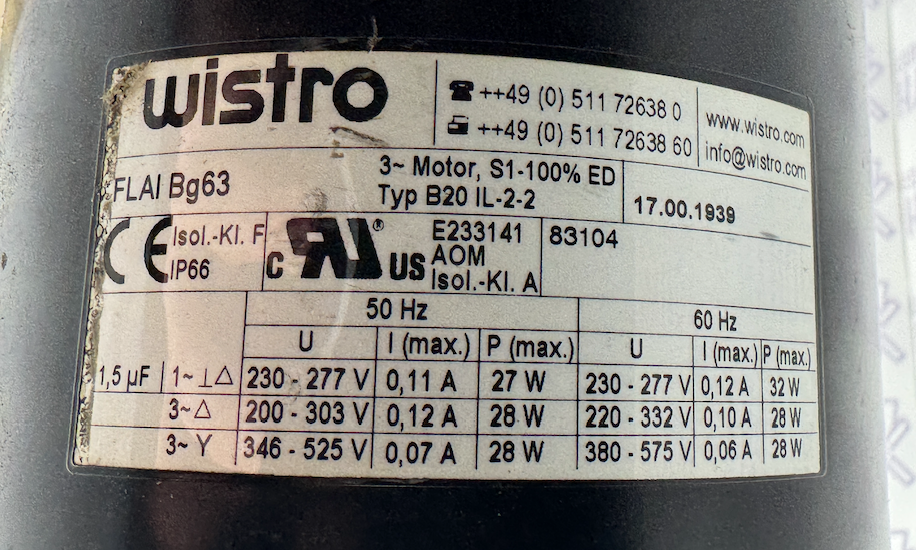 wistro
☎ ++49 (0) 511 72638 0
++49 (0) 511 72638 60
www.wistro.com
info@wistro.com
FLAI Bg63
3~ Motor, S1-100% ED
Typ B20 IL-2-2
17.00.1939
CE Isol.-Kl. F
IP66
C RU® US
E233141
AOM
Isol.-Kl. A
83104
50 Hz 60 Hz
U I (max.) P (max.) U I (max.) P (max.)
1,5 µF 1~ ⊥ △ 230 - 277 V 0,11 A 27 W 230 - 277 V 0,12 A 32 W
3~ △ 200 - 303 V 0,12 A 28 W 220 - 332 V 0,10 A 28 W
3~ Y 346 - 525 V 0,07 A 28 W 380 - 575 V 0,06 A 28 W